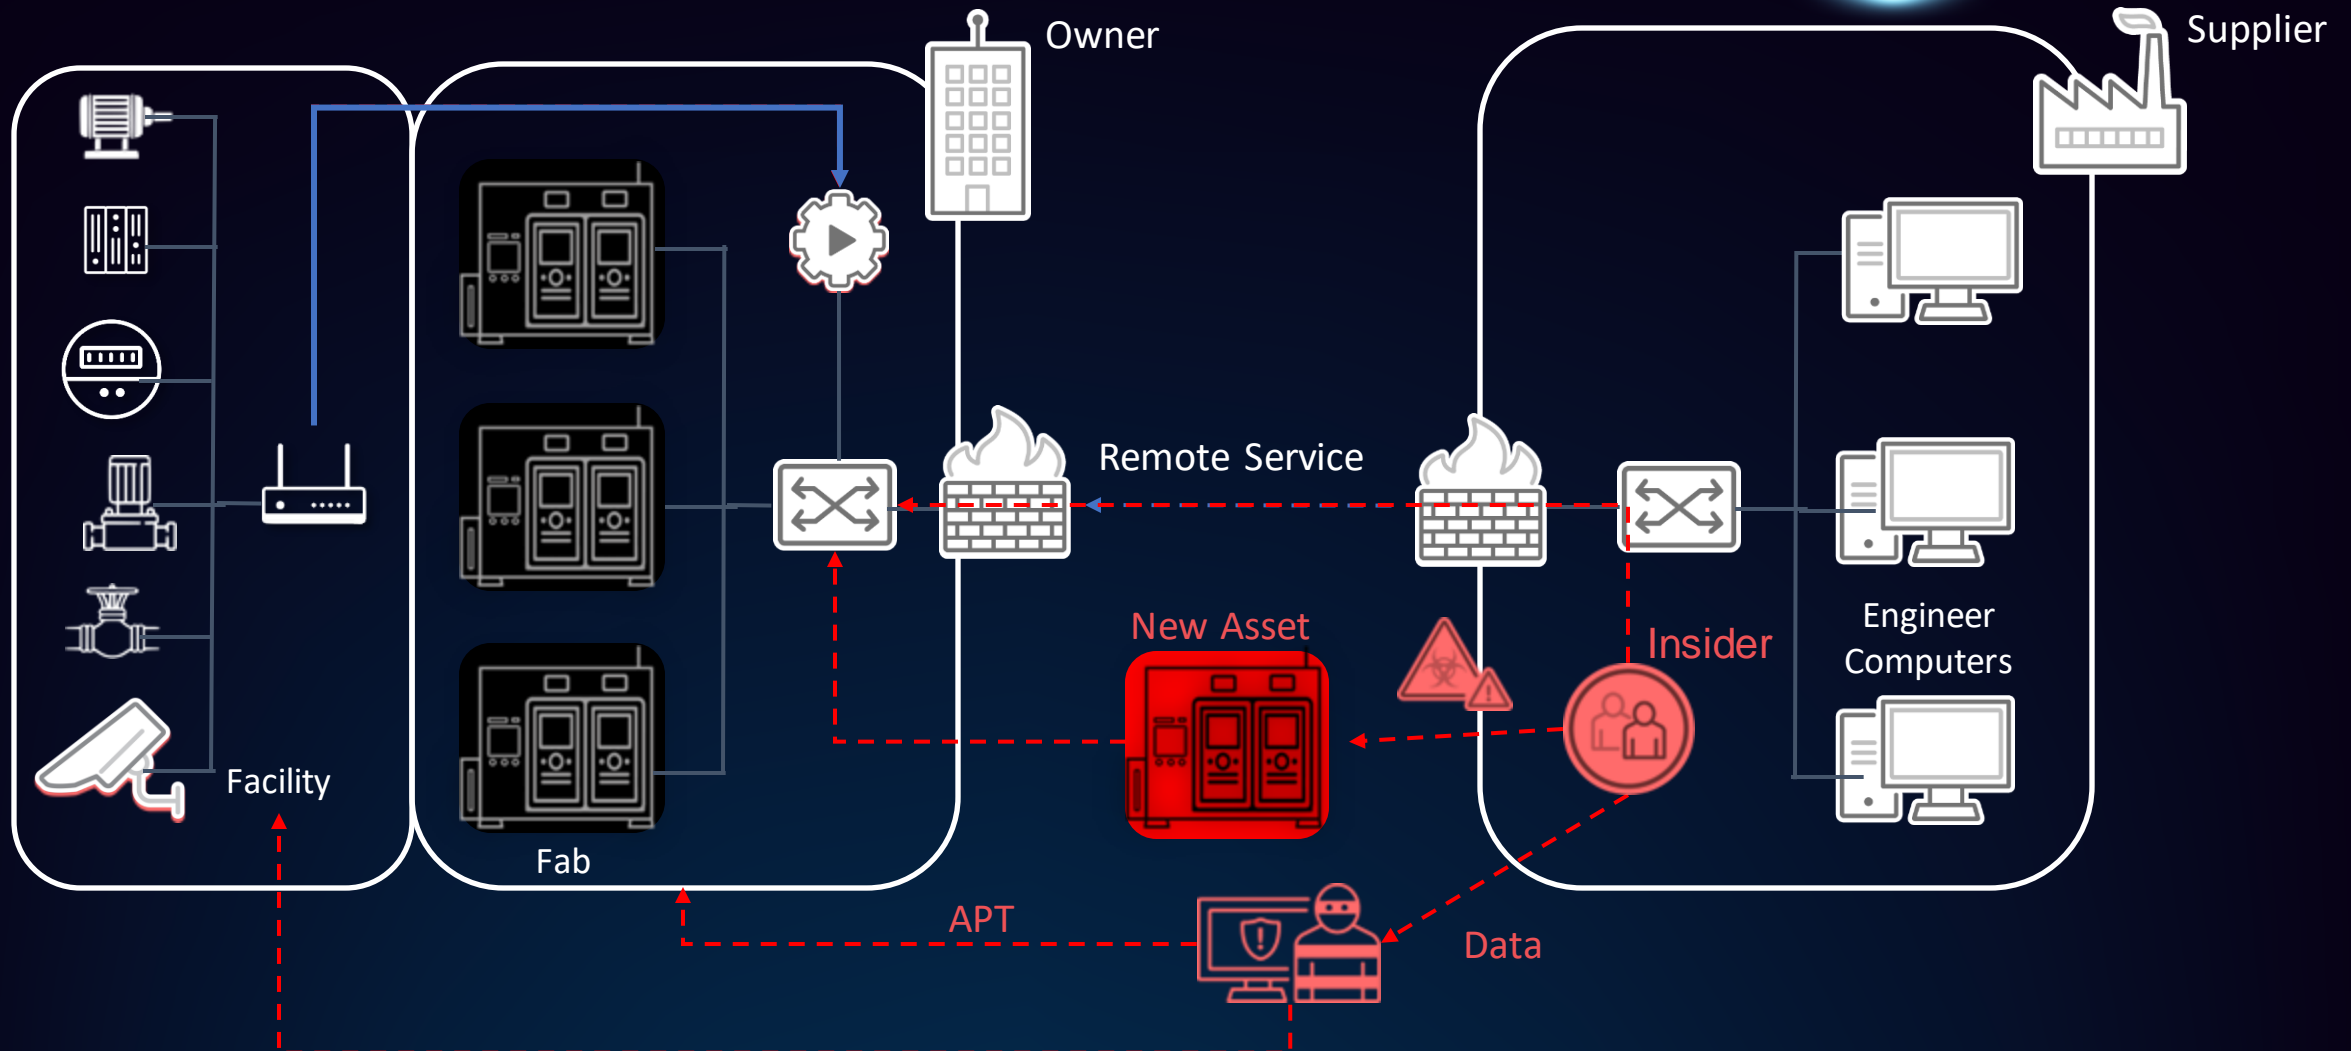 Owner
Supplier
Remote Service
New Asset
Insider
Engineer
Computers
Facility
Fab
APT
Data